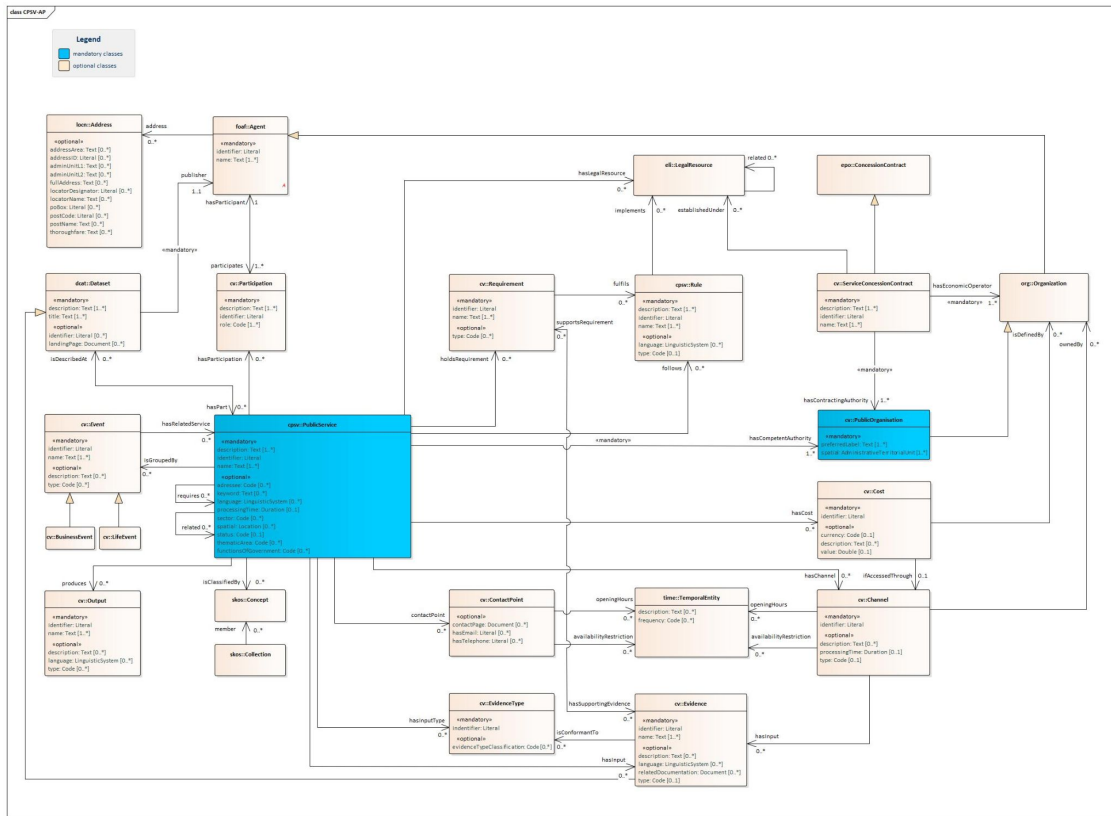 class CPSV-AP
Legend
mandatory classes
optional classes
locn::Address
«optional»
addressArea: Text [0..*]
addressID: Literal [0..*]
adminUnitL1: Text [0..*]
adminUnitL2: Text [0..*]
fullAddress: Text [0..*]
locatorDesignator: Literal [0..*]
locatorName: Text [0..*]
poBox: Literal [0..*]
postCode: Literal [0..*]
postName: Text [0..*]
thoroughfare: Text [0..*]
address
0..*
foaf::Agent
«mandatory»
identifier: Literal
name: Text [1..*]
publisher
1..1
hasParticipant
1
«mandatory»
participates
1..*
eli::LegalResource
related 0..*
hasLegalResource
0..*
implements
0..*
establishedUnder
0..*
epo::ConcessionContract
dcat::Dataset
«mandatory»
description: Text [1..*]
title: Text [1..*]
«optional»
identifier: Literal [0..*]
landingPage: Document [0..*]
isDescribedAt
0..*
cv::Participation
«mandatory»
description: Text [1..*]
identifier: Literal
role: Code [1..*]
hasParticipation
0..*
cv::Requirement
«mandatory»
identifier: Literal
name: Text [1..*]
«optional»
type: Code [0..*]
fulfils
0..*
supportsRequirement
0..*
holdsRequirement
0..*
cpsv::Rule
«mandatory»
description: Text [1..*]
identifier: Literal
name: Text [1..*]
«optional»
language: LinguisticSystem [0..*]
type: Code [0..1]
follows
0..*
cv::ServiceConcessionContract
«mandatory»
identifier: Literal
name: Text [1..*]
hasEconomicOperator
«mandatory»
1..*
org::Organization
isDefinedBy
0..*
ownedBy
0..*
«mandatory»
hasContractingAuthority
1..*
hasPart
0..*
cv::Event
«mandatory»
identifier: Literal
name: Text [1..*]
«optional»
description: Text [0..*]
type: Code [0..*]
hasRelatedService
0..*
isGroupedBy
0..*
cpsv::PublicService
«mandatory»
description: Text [1..*]
identifier: Literal
name: Text [1..*]
«optional»
keyword: Text [0..*]
language: LinguisticSystem [0..*]
processingTime: Duration [0..1]
sector: Code [0..*]
spatial: Location [0..*]
status: Code [0..1]
thematicArea: Code [0..*]
functionsOfGovernment: Code [0..*]
requires 0..*
related 0..*
«mandatory»
hasCompetentAuthority
1..*
cv::PublicOrganisation
«mandatory»
preferredLabel: Text [1..*]
spatial: AdministrativeTerritorialUnit [1..*]
cv::BusinessEvent
cv::LifeEvent
hasCost
0..*
cv::Cost
«mandatory»
identifier: Literal
«optional»
currency: Code [0..1]
description: Text [0..*]
value: Double [0..1]
hasChannel
0..*
ifAccessedThrough
0..1
produces
0..*
isClassifiedBy
0..*
cv::Output
«mandatory»
identifier: Literal
name: Text [1..*]
«optional»
description: Text [0..*]
language: LinguisticSystem [0..*]
type: Code [0..*]
skos::Concept
member
0..*
skos::Collection
contactPoint
0..*
cv::ContactPoint
«optional»
contactPage: Document [0..*]
hasEmail: Literal [0..*]
hasTelephone: Literal [0..*]
openingHours
0..*
availabilityRestriction
0..*
time::TemporalEntity
description: Text [0..*]
frequency: Code [0..*]
openingHours
0..*
availabilityRestriction
0..*
cv::Channel
«mandatory»
identifier: Literal
«optional»
description: Text [0..*]
processingTime: Duration [0..1]
type: Code [0..1]
hasInputType
0..*
cv::EvidenceType
«mandatory»
indentifier: Literal
«optional»
evidenceTypeClassification: Code [0..*]
hasSupportingEvidence
0..*
isConformantTo
0..*
cv::Evidence
«mandatory»
identifier: Literal
name: Text [1..*]
«optional»
description: Text [0..*]
language: LinguisticSystem [0..*]
relatedDocumentation: Document [0..*]
type: Code [0..1]
hasInput
0..*
hasInput
0..*